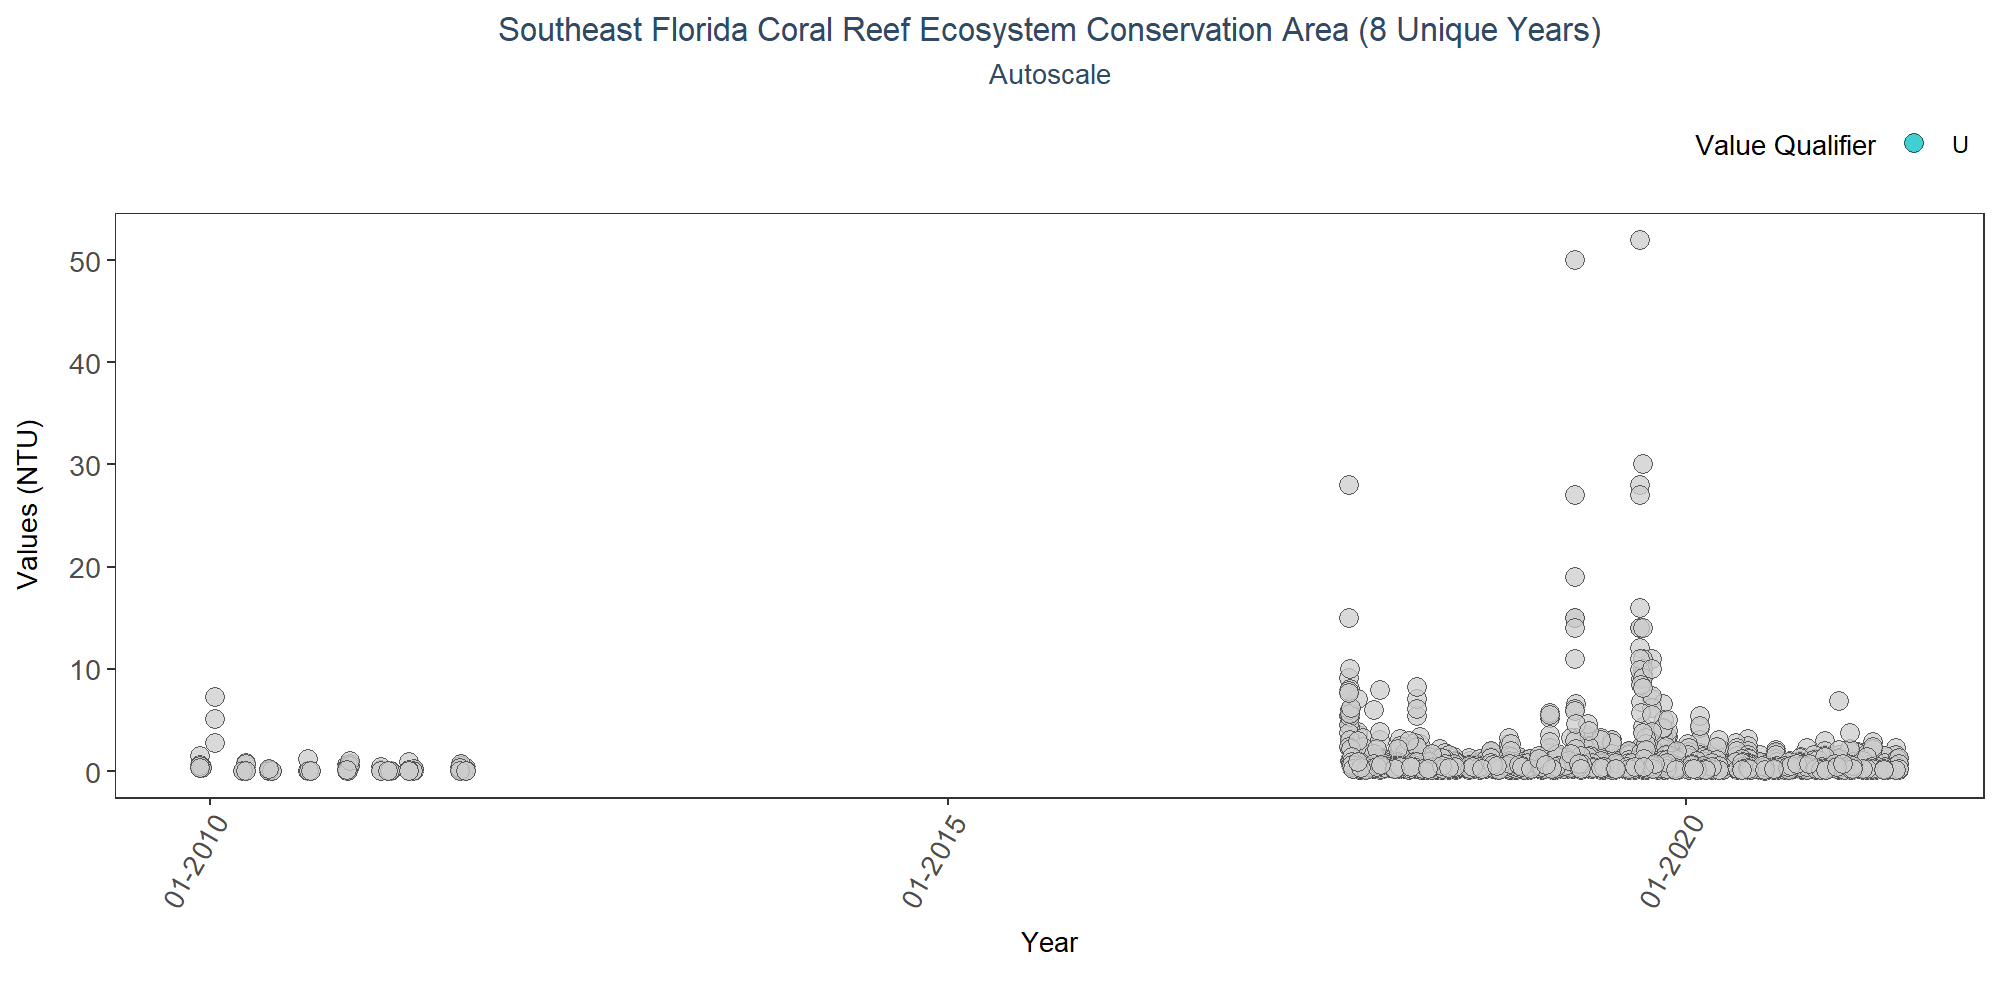 Southeast Florida Coral Reef Ecosystem Conservation Area (8 Unique Years)
Autoscale
Value Qualifier U
Values (NTU)
50
40
30
20
10
0
01-2010
01-2015
01-2020
Year